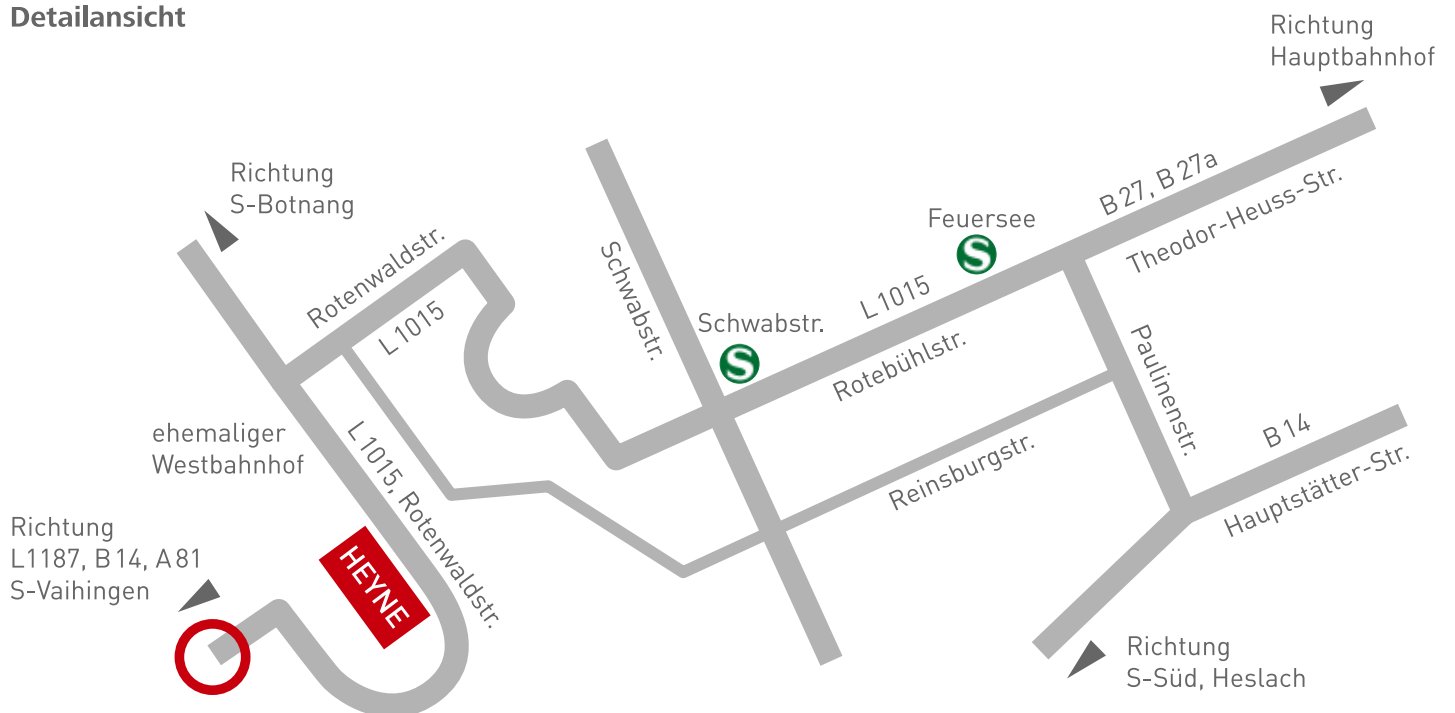 Detailansicht
Richtung
Hauptbahnhof
Richtung
S-Botnang
B 27, B 27a
Theodor-Heuss-Str.
Feuersee
S
Rotenwaldstr.
L 1015
Schwabstr.
Schwabstr.
S
L 1015
Rotebühlstr.
Paulinenstr.
ehemaliger
Westbahnhof
L 1015, Rotenwaldstr.
Reinsburgstr.
B 14
Hauptstätter-Str.
Richtung
L1187, B 14, A 81
S-Vaihingen
HEYNE
Richtung
S-Süd, Heslach